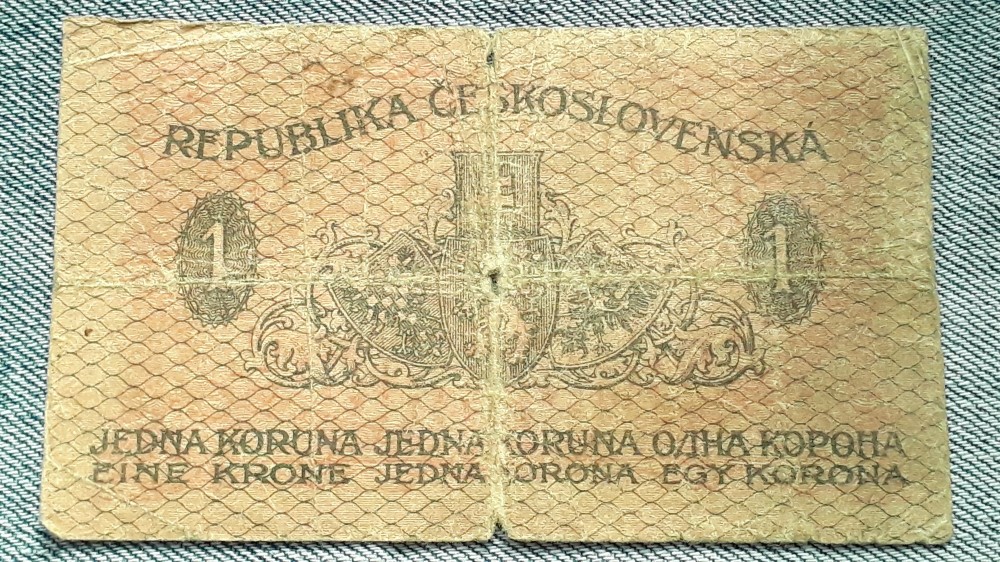 REPUBLIKA ČESKOSLOVENSKÁ
1 1
JEDNA KORUNA JEDNA KORUNA ОДНА КОРОНА
EINE KRONE JEDNA KORONA EGY KORONA